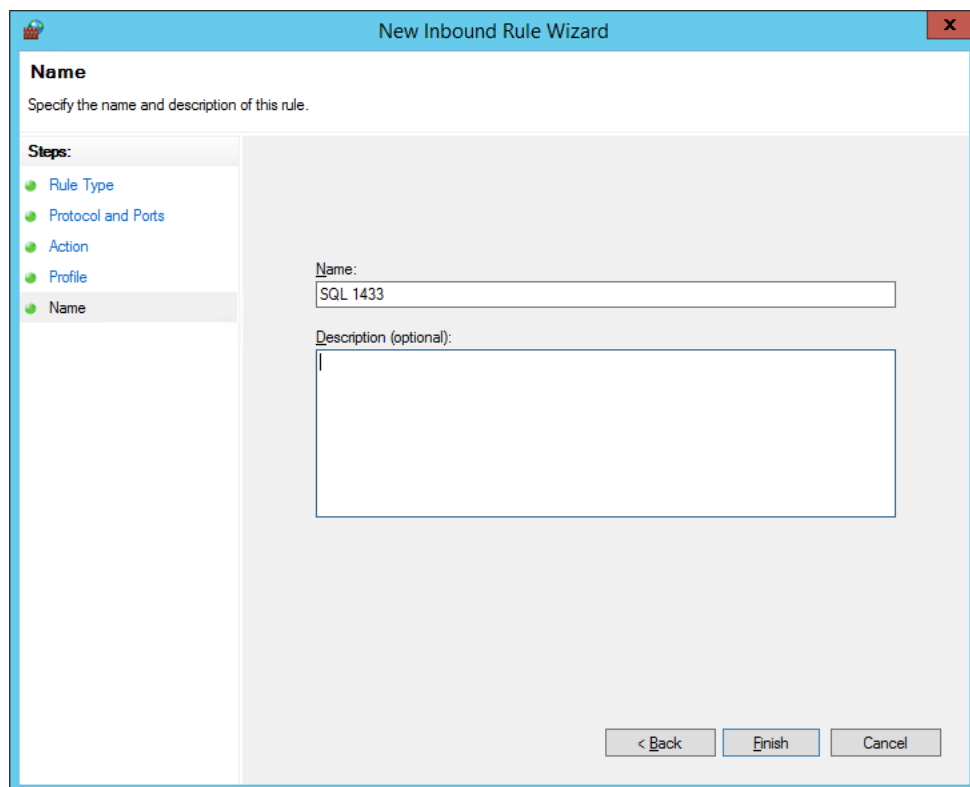 New Inbound Rule Wizard
x
Name
Specify the name and description of this rule.
Steps:
Rule Type
Protocol and Ports
Action
Profile
Name
Name:
SQL 1433
Description (optional):
< Back
Finish
Cancel